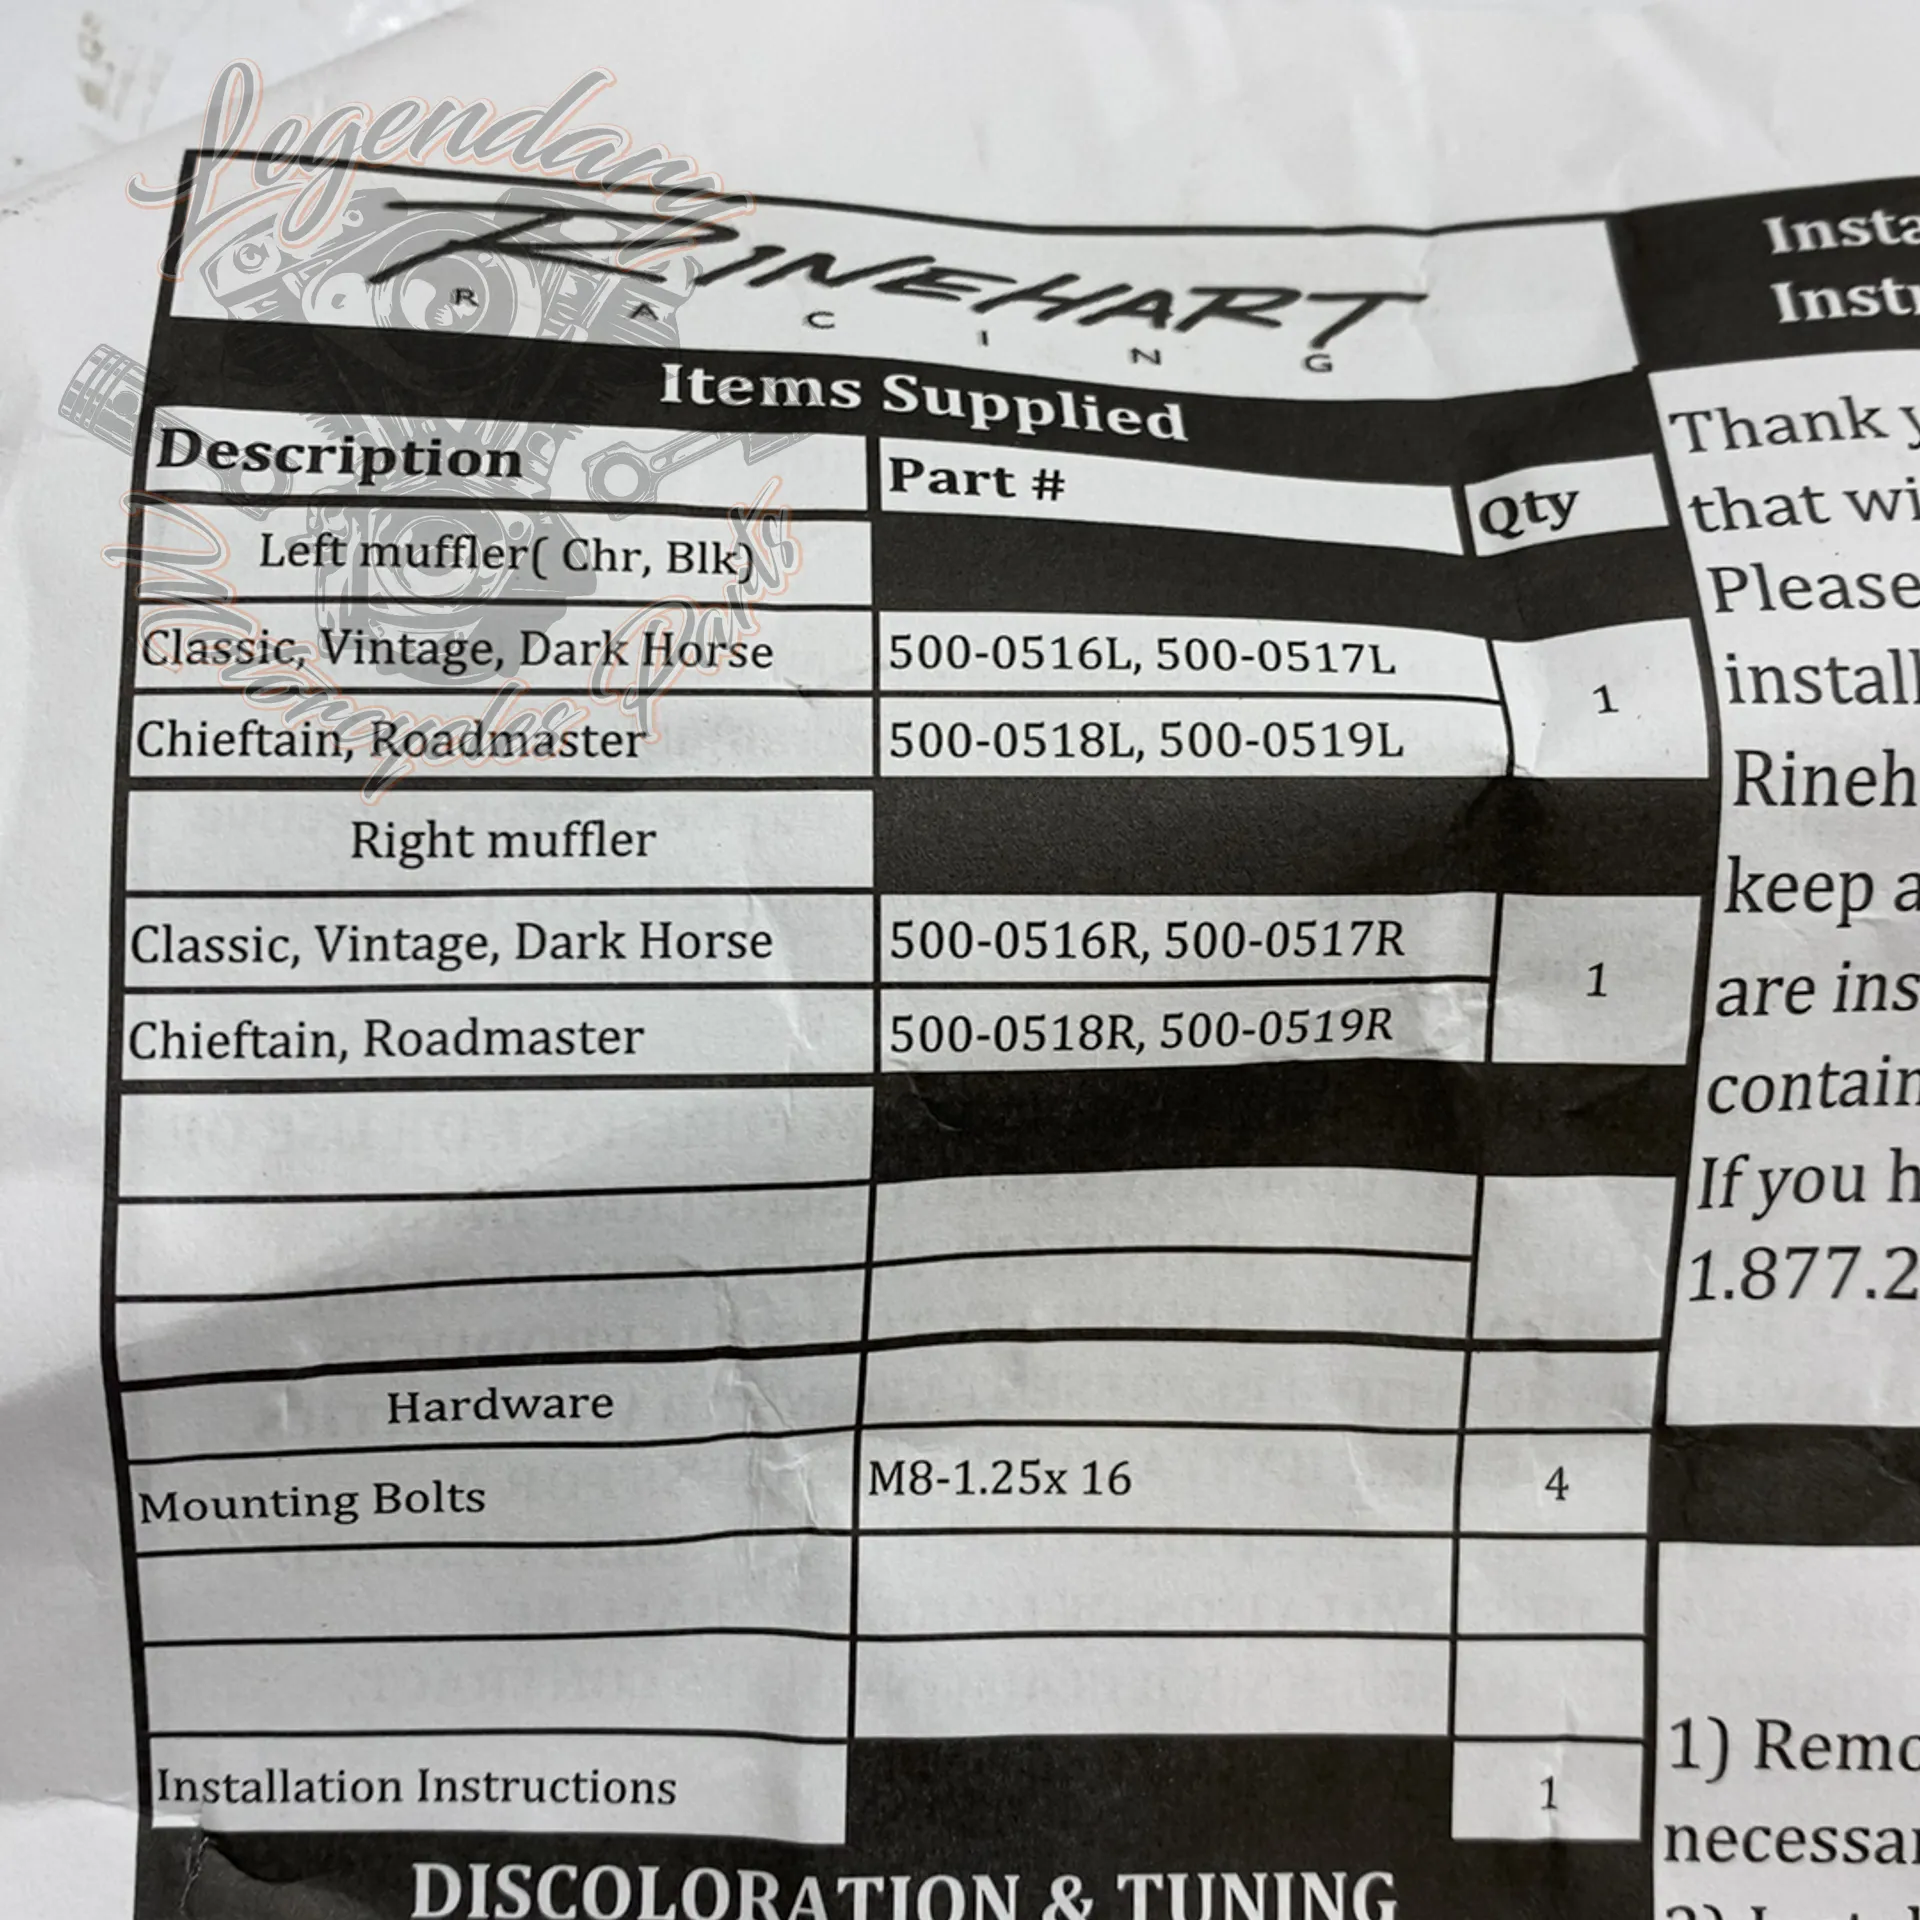 Legendary
Motorcycles Parts
RINEHART
RACING
Items Supplied
Description Part # Qty
Left muffler( Chr, Blk)
Classic, Vintage, Dark Horse 500-0516L, 500-0517L 1
Chieftain, Roadmaster 500-0518L, 500-0519L
Right muffler
Classic, Vintage, Dark Horse 500-0516R, 500-0517R 1
Chieftain, Roadmaster 500-0518R, 500-0519R
Hardware
Mounting Bolts M8-1.25x 16 4
Installation Instructions 1
DISCOLORATION & TUNING
Insta
Instr
Thank y
that wi
Please
install
Rineh
keep a
are ins
contain
If you h
1.877.2
1) Remo
necessar